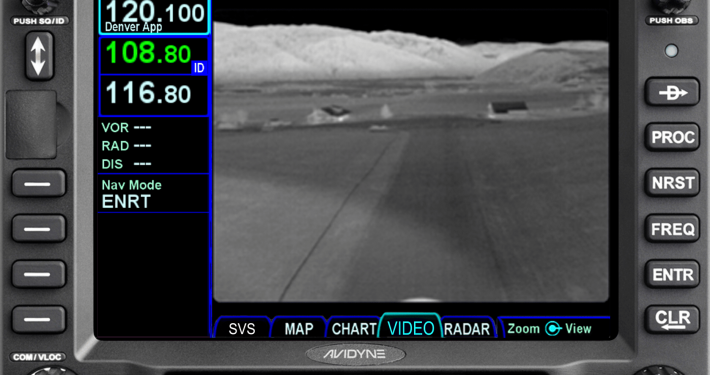 120.100
PUSH SQ/ID
Denver App
PUSH OBS
108.80
ID
116.80
D
VOR ---
RAD ---
DIS ---
PROC
Nav Mode
ENRT
NRST
FREQ
ENTR
CLR
SVS MAP CHART VIDEO RADAR Zoom View
COM/VLOC
AVIDYNE